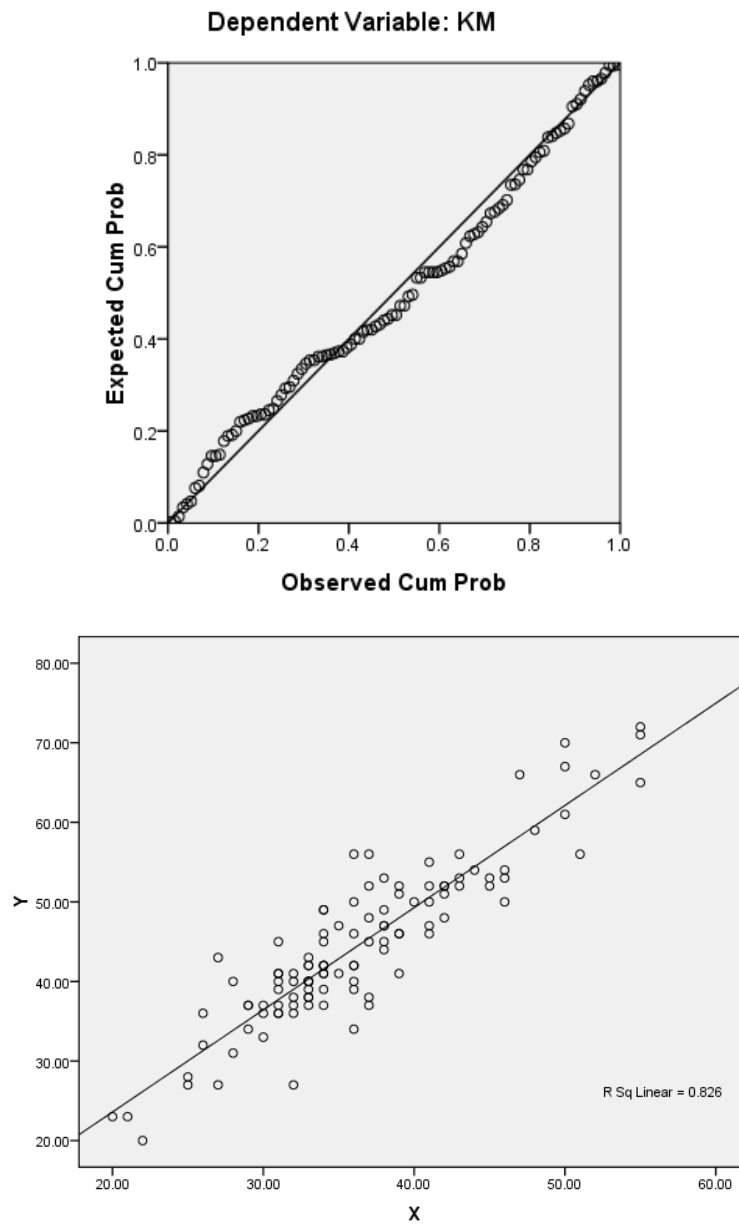 Dependent Variable: KM
1.0
0.8
0.6
0.4
0.2
0.0
Expected Cum Prob
0.0 0.2 0.4 0.6 0.8 1.0
Observed Cum Prob
80.00
70.00
60.00
50.00
40.00
30.00
20.00
Y
R Sq Linear = 0.826
20.00 30.00 40.00 50.00 60.00
X